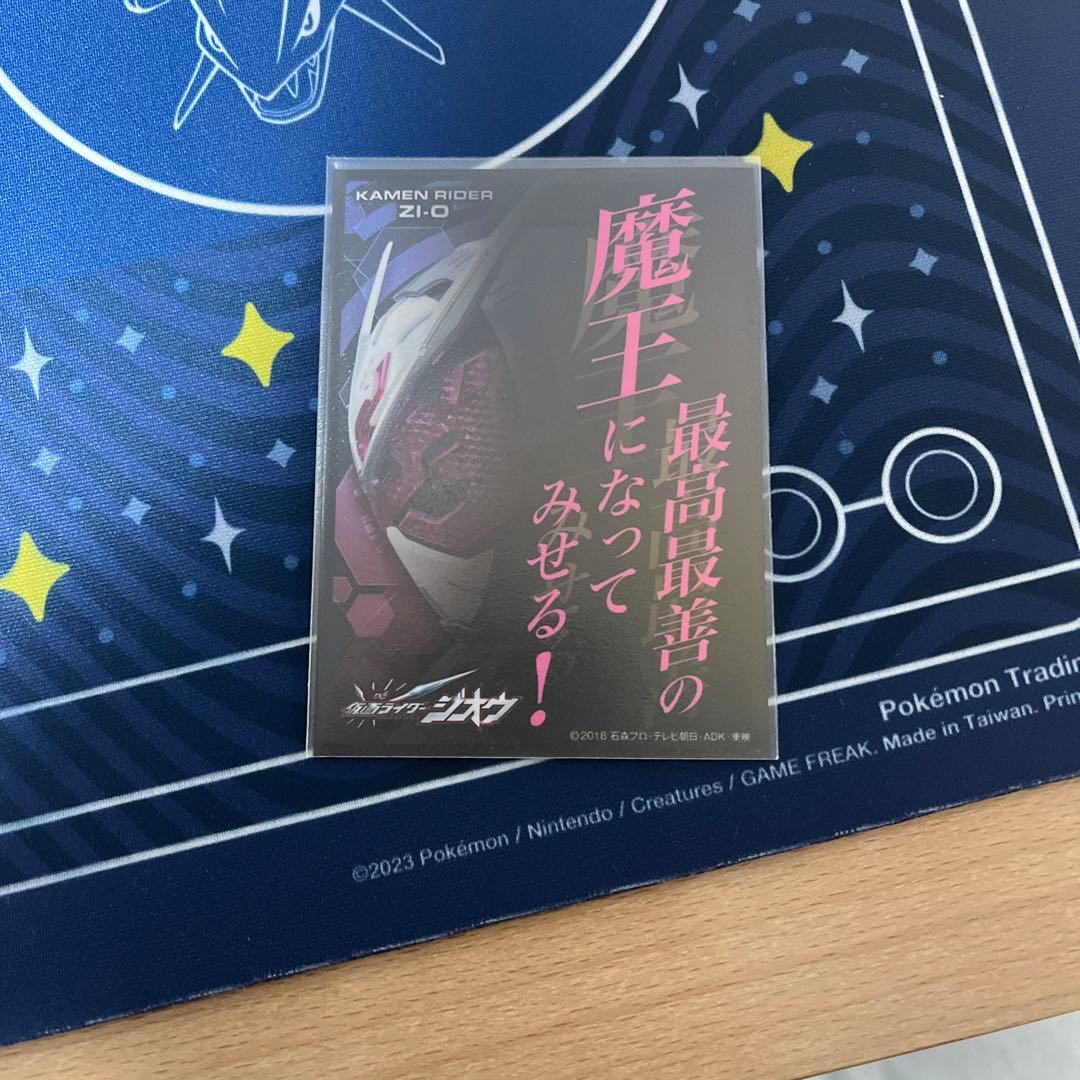 KAMEN RIDER
ZI-O
最高最善の
魔王になって
みせる!
仮面ライダー ジオウ
©2018 石森プロ・テレビ朝日・ADK・東映
Pokémon Tradin
©2023 Pokémon / Nintendo / Creatures / GAME FREAK. Made in Taiwan. Prin